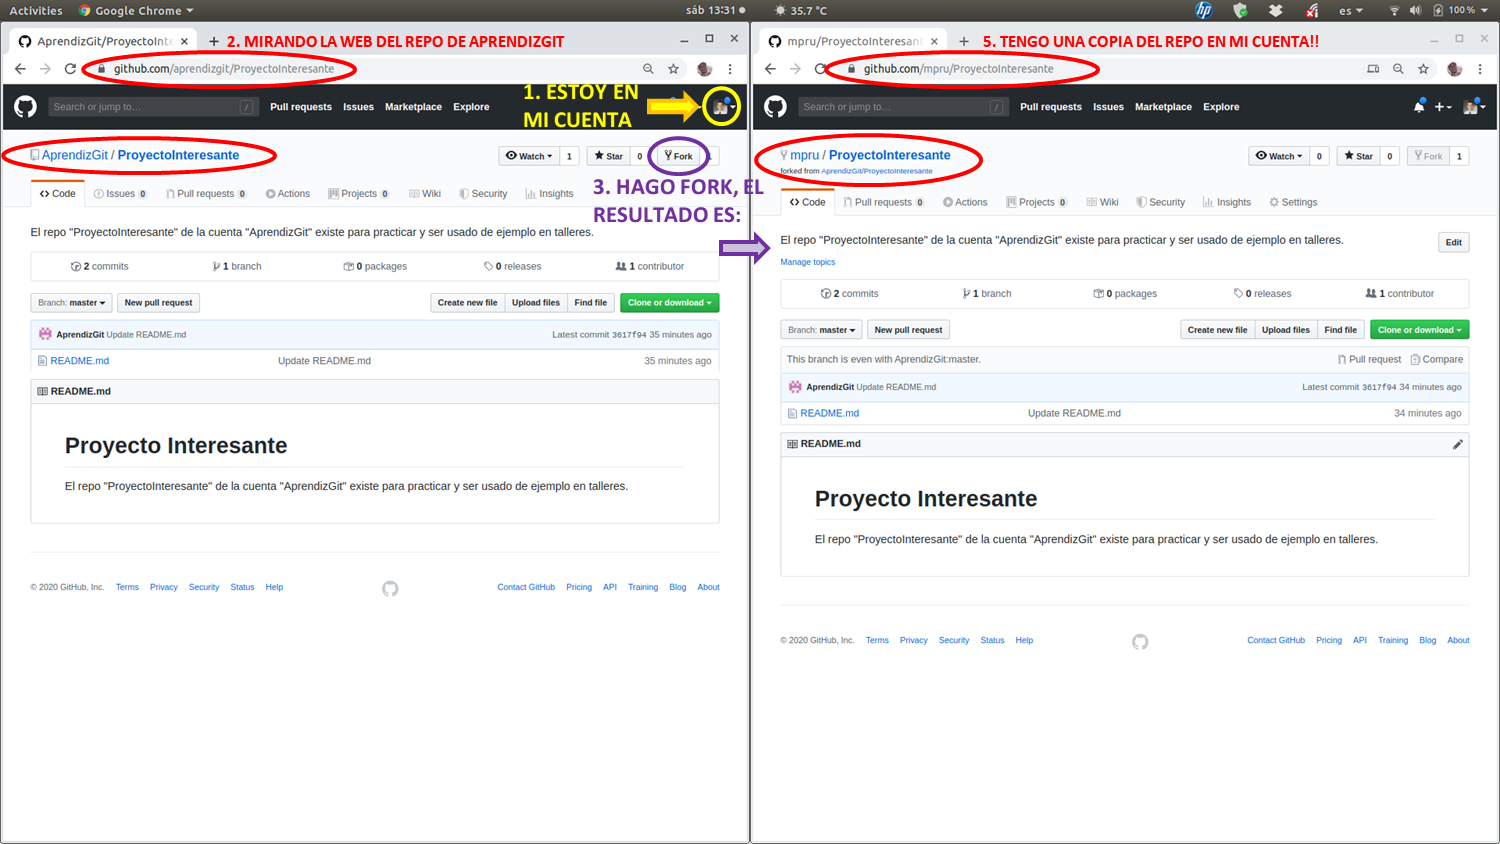 Activities
Google Chrome
sáb 13:31
35.7 °C
es
100 %
AprendizGit/ProyectoInte
2. MIRANDO LA WEB DEL REPO DE APRENDIZGIT
github.com/aprendizgit/ProyectoInteresante
Search or jump to…
/
Pull requests
Issues
Marketplace
Explore
1. ESTOY EN
MI CUENTA
AprendizGit / ProyectoInteresante
Watch
1
Star
0
Fork
Code
Issues 0
Pull requests 0
Actions
Projects 0
Wiki
Security
Insights
3. HAGO FORK, EL
RESULTADO ES:
El repo "ProyectoInteresante" de la cuenta "AprendizGit" existe para practicar y ser usado de ejemplo en talleres.
2 commits
1 branch
0 packages
0 releases
1 contributor
Branch: master
New pull request
Create new file
Upload files
Find file
Clone or download
AprendizGit Update README.md
Latest commit 3617f94 35 minutes ago
README.md
Update README.md
35 minutes ago
README.md
Proyecto Interesante
El repo "ProyectoInteresante" de la cuenta "AprendizGit" existe para practicar y ser usado de ejemplo en talleres.
© 2020 GitHub, Inc.
Terms
Privacy
Security
Status
Help
Contact GitHub
Pricing
API
Training
Blog
About
mpru/ProyectoInteresan
5. TENGO UNA COPIA DEL REPO EN MI CUENTA!!
github.com/mpru/ProyectoInteresante
Search or jump to…
/
Pull requests
Issues
Marketplace
Explore
mpru / ProyectoInteresante
forked from AprendizGit/ProyectoInteresante
Watch
0
Star
0
Fork
1
Code
Pull requests 0
Actions
Projects 0
Wiki
Security
Insights
Settings
El repo "ProyectoInteresante" de la cuenta "AprendizGit" existe para practicar y ser usado de ejemplo en talleres.
Edit
Manage topics
2 commits
1 branch
0 packages
0 releases
1 contributor
Branch: master
New pull request
Create new file
Upload files
Find file
Clone or download
This branch is even with AprendizGit:master.
Pull request
Compare
AprendizGit Update README.md
Latest commit 3617f94 34 minutes ago
README.md
Update README.md
34 minutes ago
README.md
Proyecto Interesante
El repo "ProyectoInteresante" de la cuenta "AprendizGit" existe para practicar y ser usado de ejemplo en talleres.
© 2020 GitHub, Inc.
Terms
Privacy
Security
Status
Help
Contact GitHub
Pricing
API
Training
Blog
About